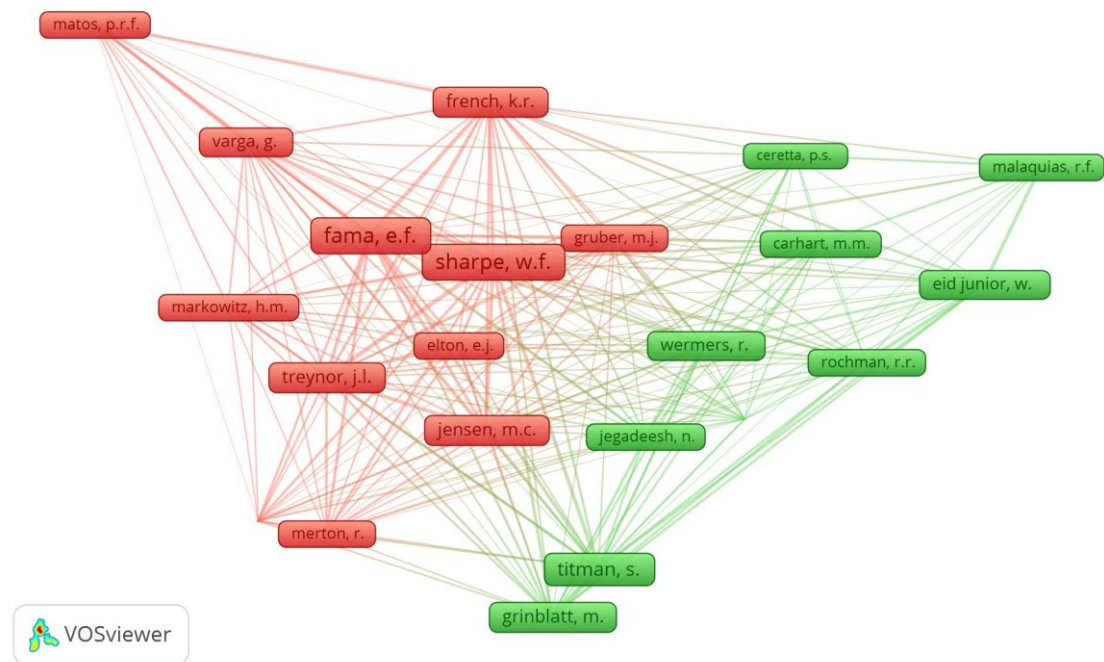 matos, p.r.f.
french, k.r.
varga, g.
ceretta, p.s.
malaquias, r.f.
fama, e.f.
gruber, m.j.
carhart, m.m.
sharpe, w.f.
eid junior, w.
markowitz, h.m.
elton, e.j.
wermers, r.
rochman, r.r.
treynor, j.l.
jensen, m.c.
jegadeesh, n.
merton, r.
titman, s.
grinblatt, m.
VOSviewer